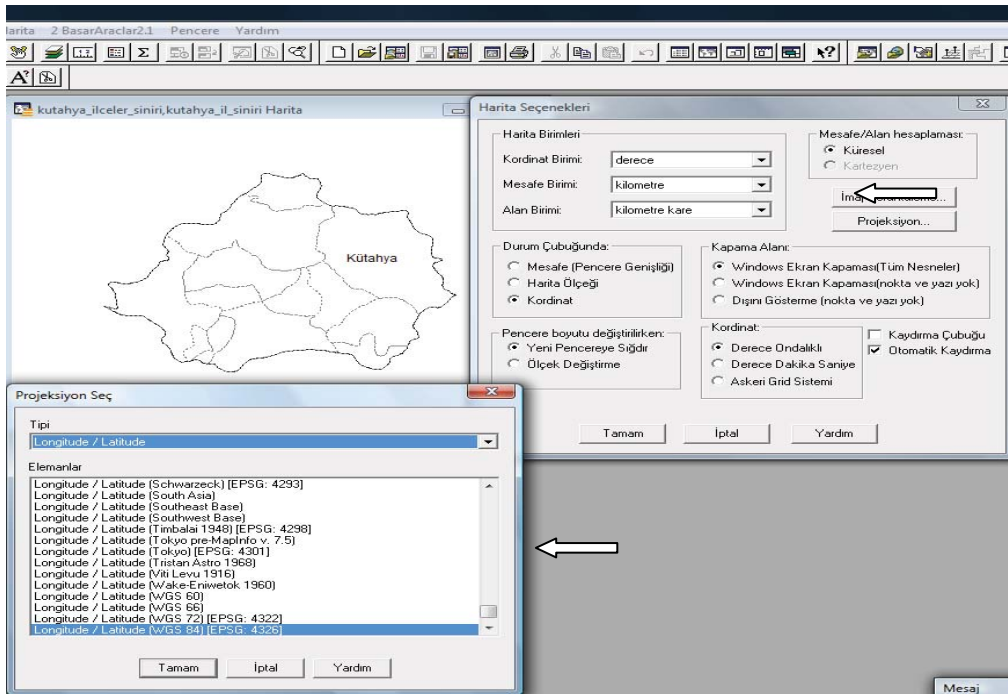 Harita 2 BasarAraclar2.1 Pencere Yardım
kutahya_ilceler_siniri,kutahya_il_siniri Harita
Kütahya
Harita Seçenekleri
Harita Birimleri
Kordinat Birimi: derece
Mesafe Birimi: kilometre
Alan Birimi: kilometre kare
Mesafe/Alan hesaplaması:
Küresel
Kartezyen
Projeksiyon...
Durum Çubuğunda:
Mesafe (Pencere Genişliği)
Harita Ölçeği
Kordinat
Kapama Alanı:
Windows Ekran Kapaması(Tüm Nesneler)
Windows Ekran Kapaması(nokta ve yazı yok)
Dışını Gösterme (nokta ve yazı yok)
Pencere boyutu değiştirilirken:
Yeni Pencereye Sığdır
Ölçek Değiştirme
Kordinat:
Derece Ondalıklı
Derece Dakika Saniye
Askeri Grid Sistemi
Kaydırma Çubuğu
Otomatik Kaydırma
Tamam İptal Yardım
Projeksiyon Seç
Tipi
Longitude / Latitude
Elemanlar
Longitude / Latitude (Schwarzeck) [EPSG: 4293]
Longitude / Latitude (South Asia)
Longitude / Latitude (Southeast Base)
Longitude / Latitude (Southwest Base)
Longitude / Latitude (Timbalai 1948) [EPSG: 4298]
Longitude / Latitude (Tokyo pre-MapInfo v. 7.5)
Longitude / Latitude (Tokyo) [EPSG: 4301]
Longitude / Latitude (Tristan Astro 1968)
Longitude / Latitude (Viti Levu 1916)
Longitude / Latitude (Wake-Eniwetok 1960)
Longitude / Latitude (WGS 60)
Longitude / Latitude (WGS 66)
Longitude / Latitude (WGS 72) [EPSG: 4322]
Longitude / Latitude (WGS 84) [EPSG: 4326]
Tamam İptal Yardım
Mesaj